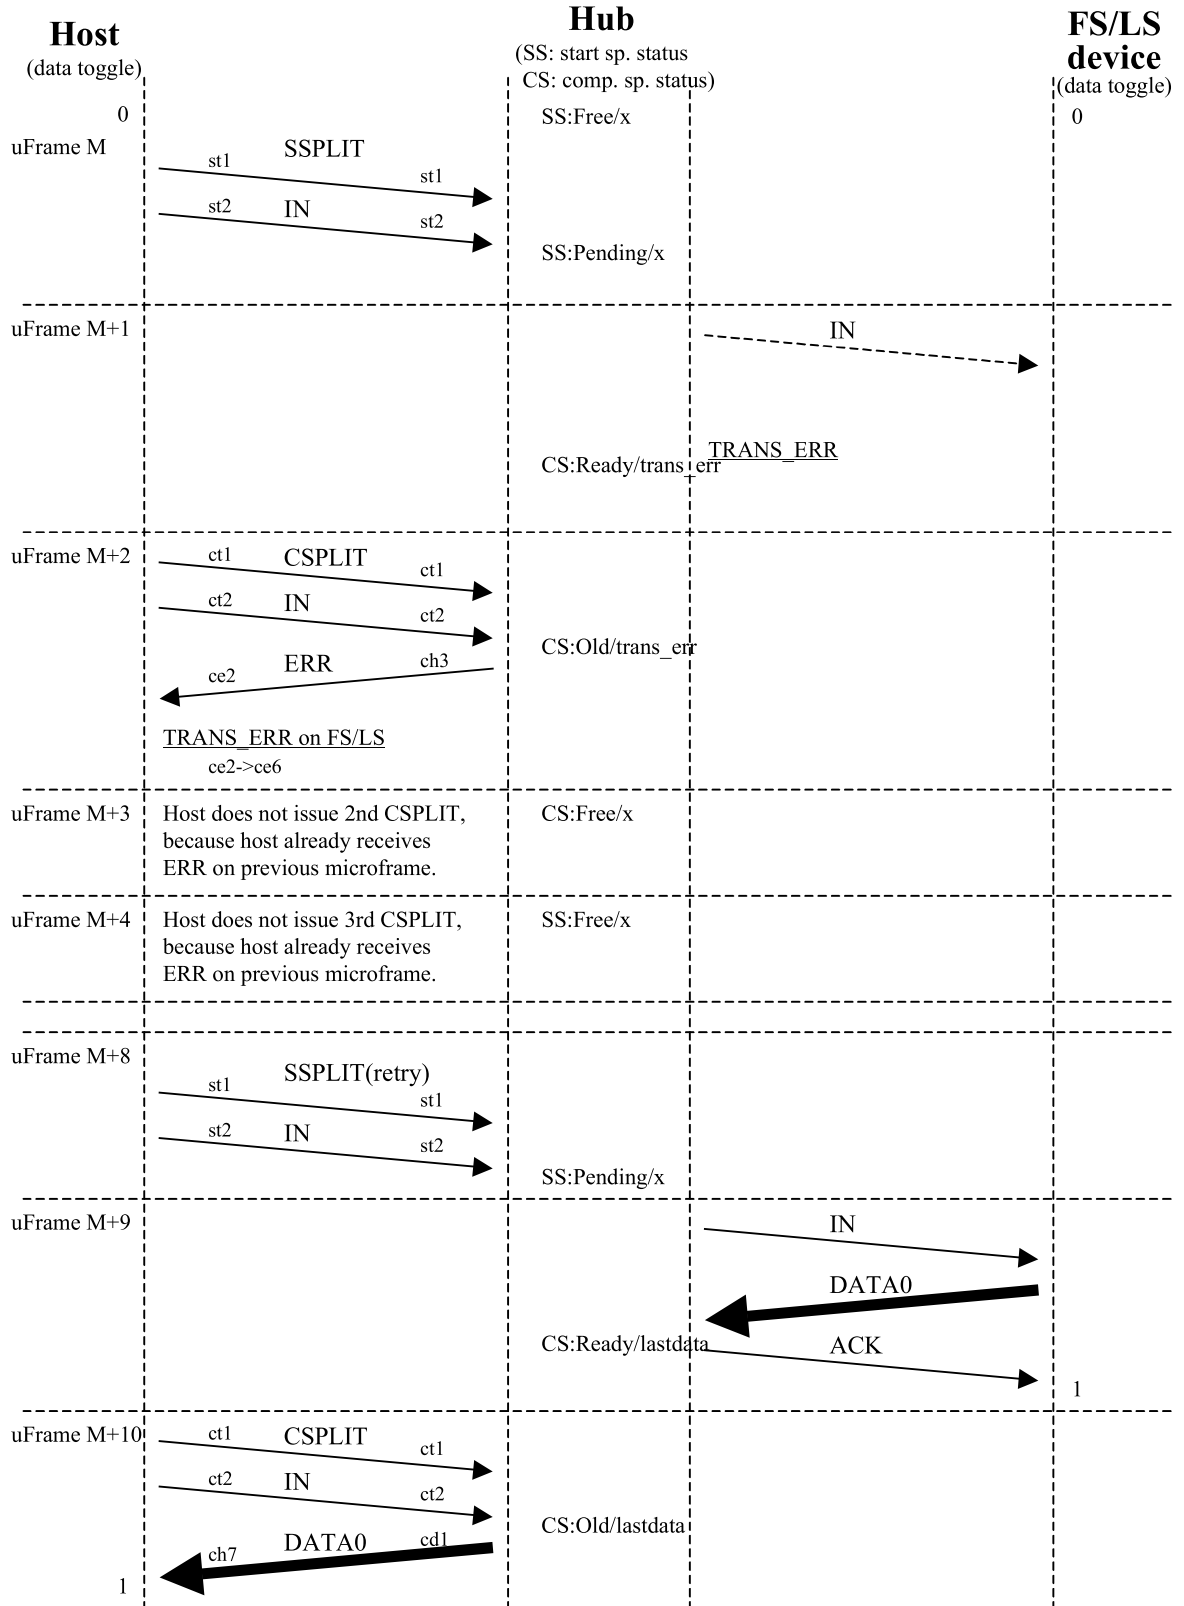 Host
(data toggle)
Hub
(SS: start sp. status
CS: comp. sp. status)
FS/LS
device
(data toggle)
0
SS:Free/x
0
uFrame M
st1
SSPLIT
st1
st2
IN
st2
SS:Pending/x
uFrame M+1
IN
TRANS_ERR
CS:Ready/trans_err
uFrame M+2
ct1
CSPLIT
ct1
ct2
IN
ct2
CS:Old/trans_err
ce2
ERR
ch3
TRANS_ERR on FS/LS
ce2->ce6
uFrame M+3
Host does not issue 2nd CSPLIT,
because host already receives
ERR on previous microframe.
CS:Free/x
uFrame M+4
Host does not issue 3rd CSPLIT,
because host already receives
ERR on previous microframe.
SS:Free/x
uFrame M+8
st1
SSPLIT(retry)
st1
st2
IN
st2
SS:Pending/x
uFrame M+9
IN
DATA0
CS:Ready/lastdata
ACK
1
uFrame M+10
ct1
CSPLIT
ct1
ct2
IN
ct2
CS:Old/lastdata
ch7
DATA0
cd1
1